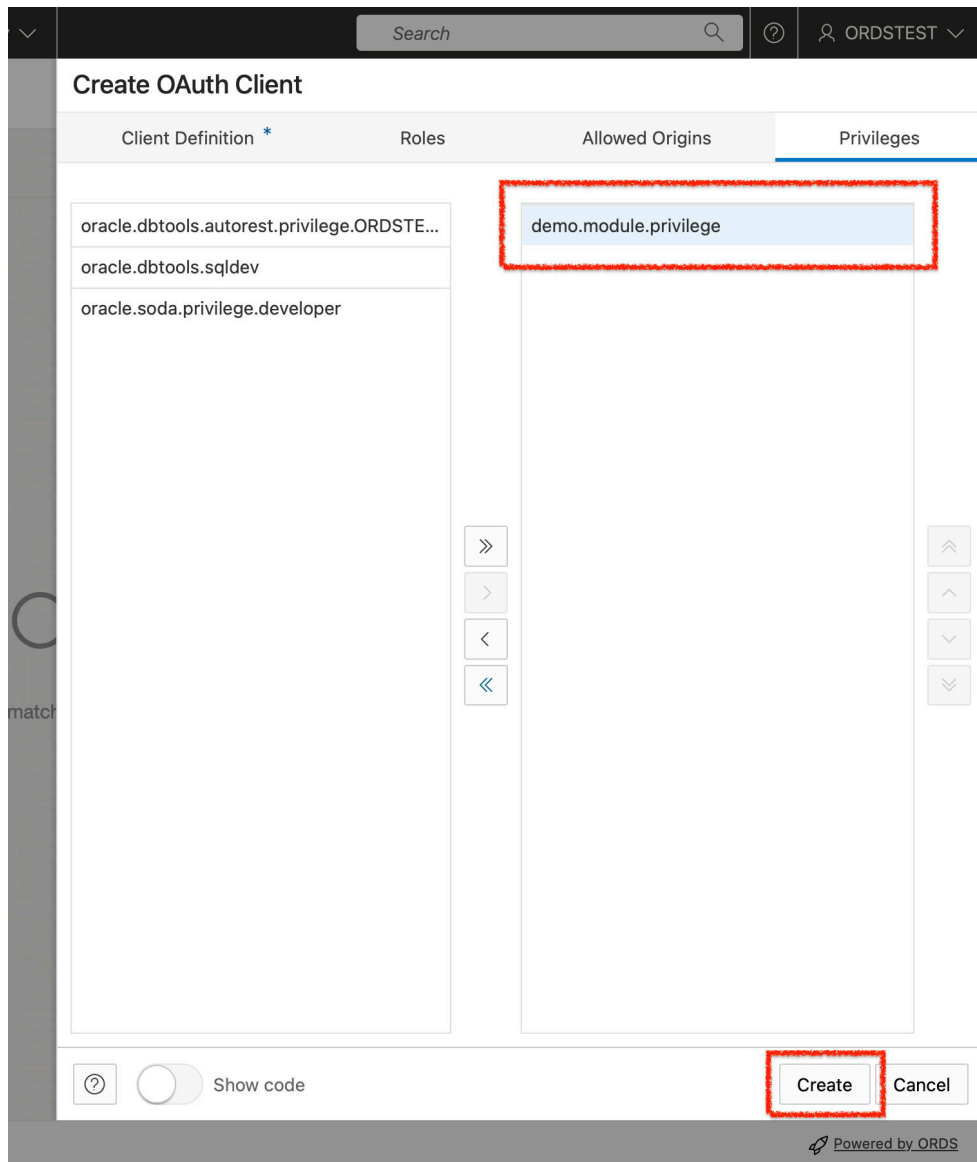 Search
ORDSTEST
Create OAuth Client
Client Definition * Roles Allowed Origins Privileges
oracle.dbtools.autorest.privilege.ORDSTE...
oracle.dbtools.sqldev
oracle.soda.privilege.developer
demo.module.privilege
match
Show code
Create Cancel
Powered by ORDS